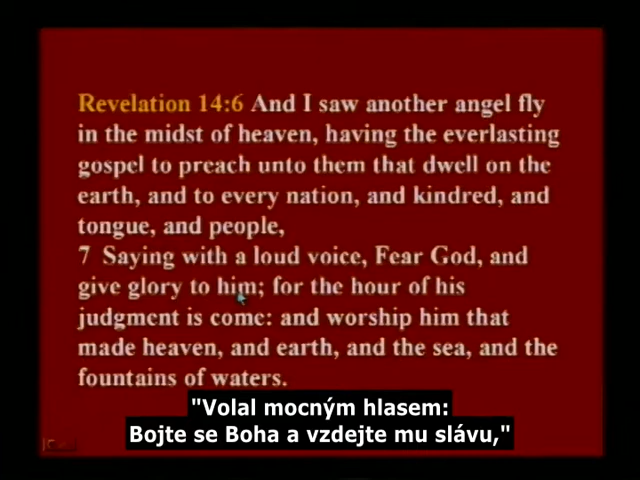 Revelation 14:6 And I saw another angel fly
in the midst of heaven, having the everlasting
gospel to preach unto them that dwell on the
earth, and to every nation, and kindred, and
tongue, and people,
7 Saying with a loud voice, Fear God, and
give glory to him; for the hour of his
judgment is come: and worship him that
made heaven, and earth, and the sea, and the
fountains of waters.
"Volal mocným hlasem:
Bojte se Boha a vzdejte mu slávu,"